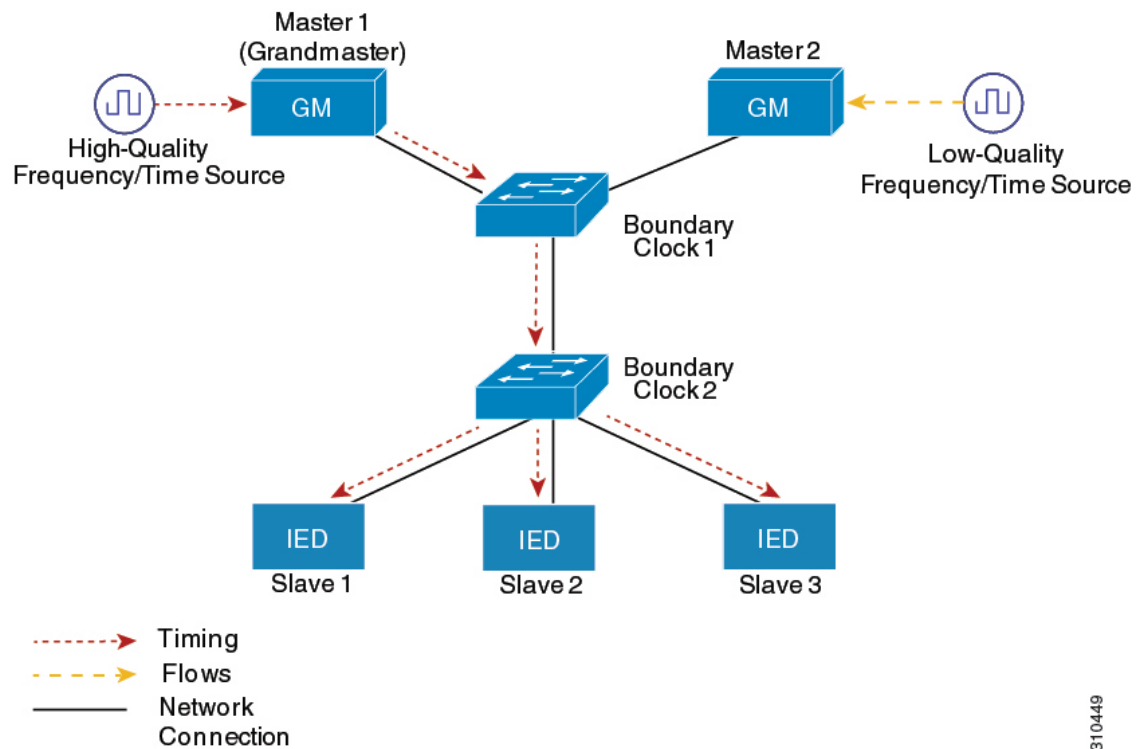 Master 1
(Grandmaster)
Master 2
GM
GM
High-Quality
Frequency/Time Source
Low-Quality
Frequency/Time Source
Boundary
Clock 1
Boundary
Clock 2
IED
IED
IED
Slave 1
Slave 2
Slave 3
Timing
Flows
Network
Connection
310449